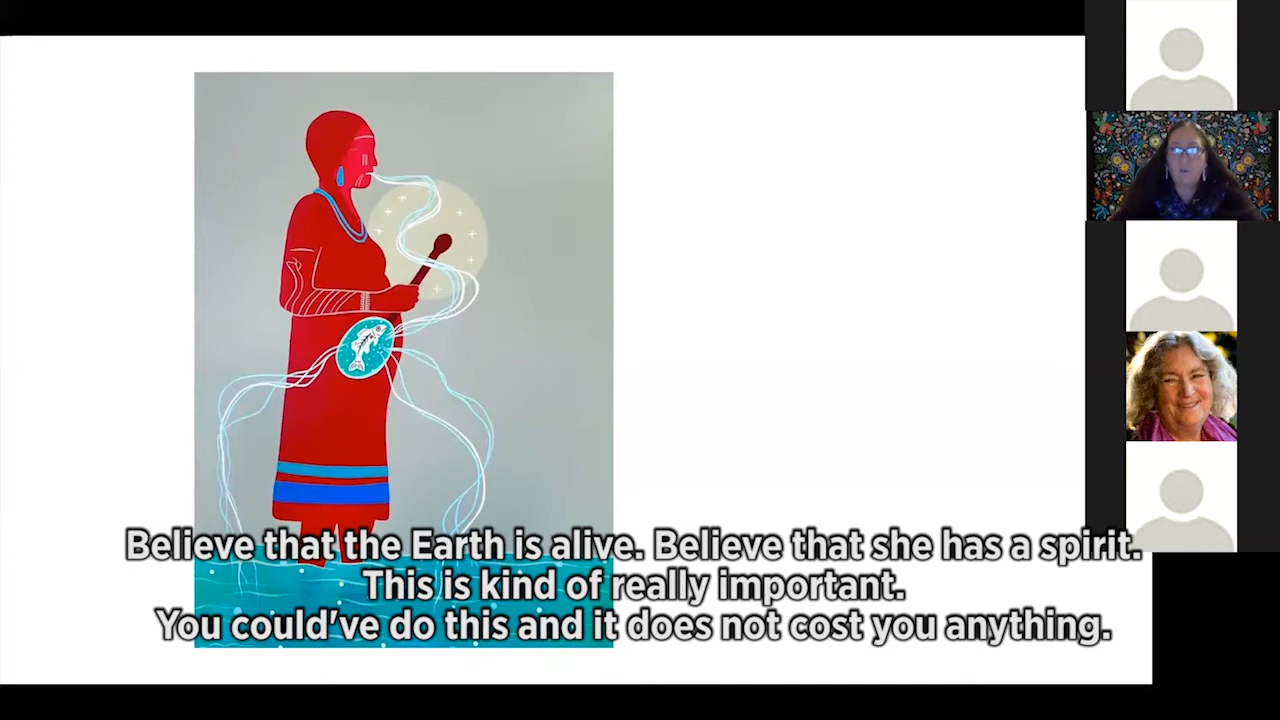 Believe that the Earth is alive. Believe that she has a spirit.
This is kind of really important.
You could've do this and it does not cost you anything.